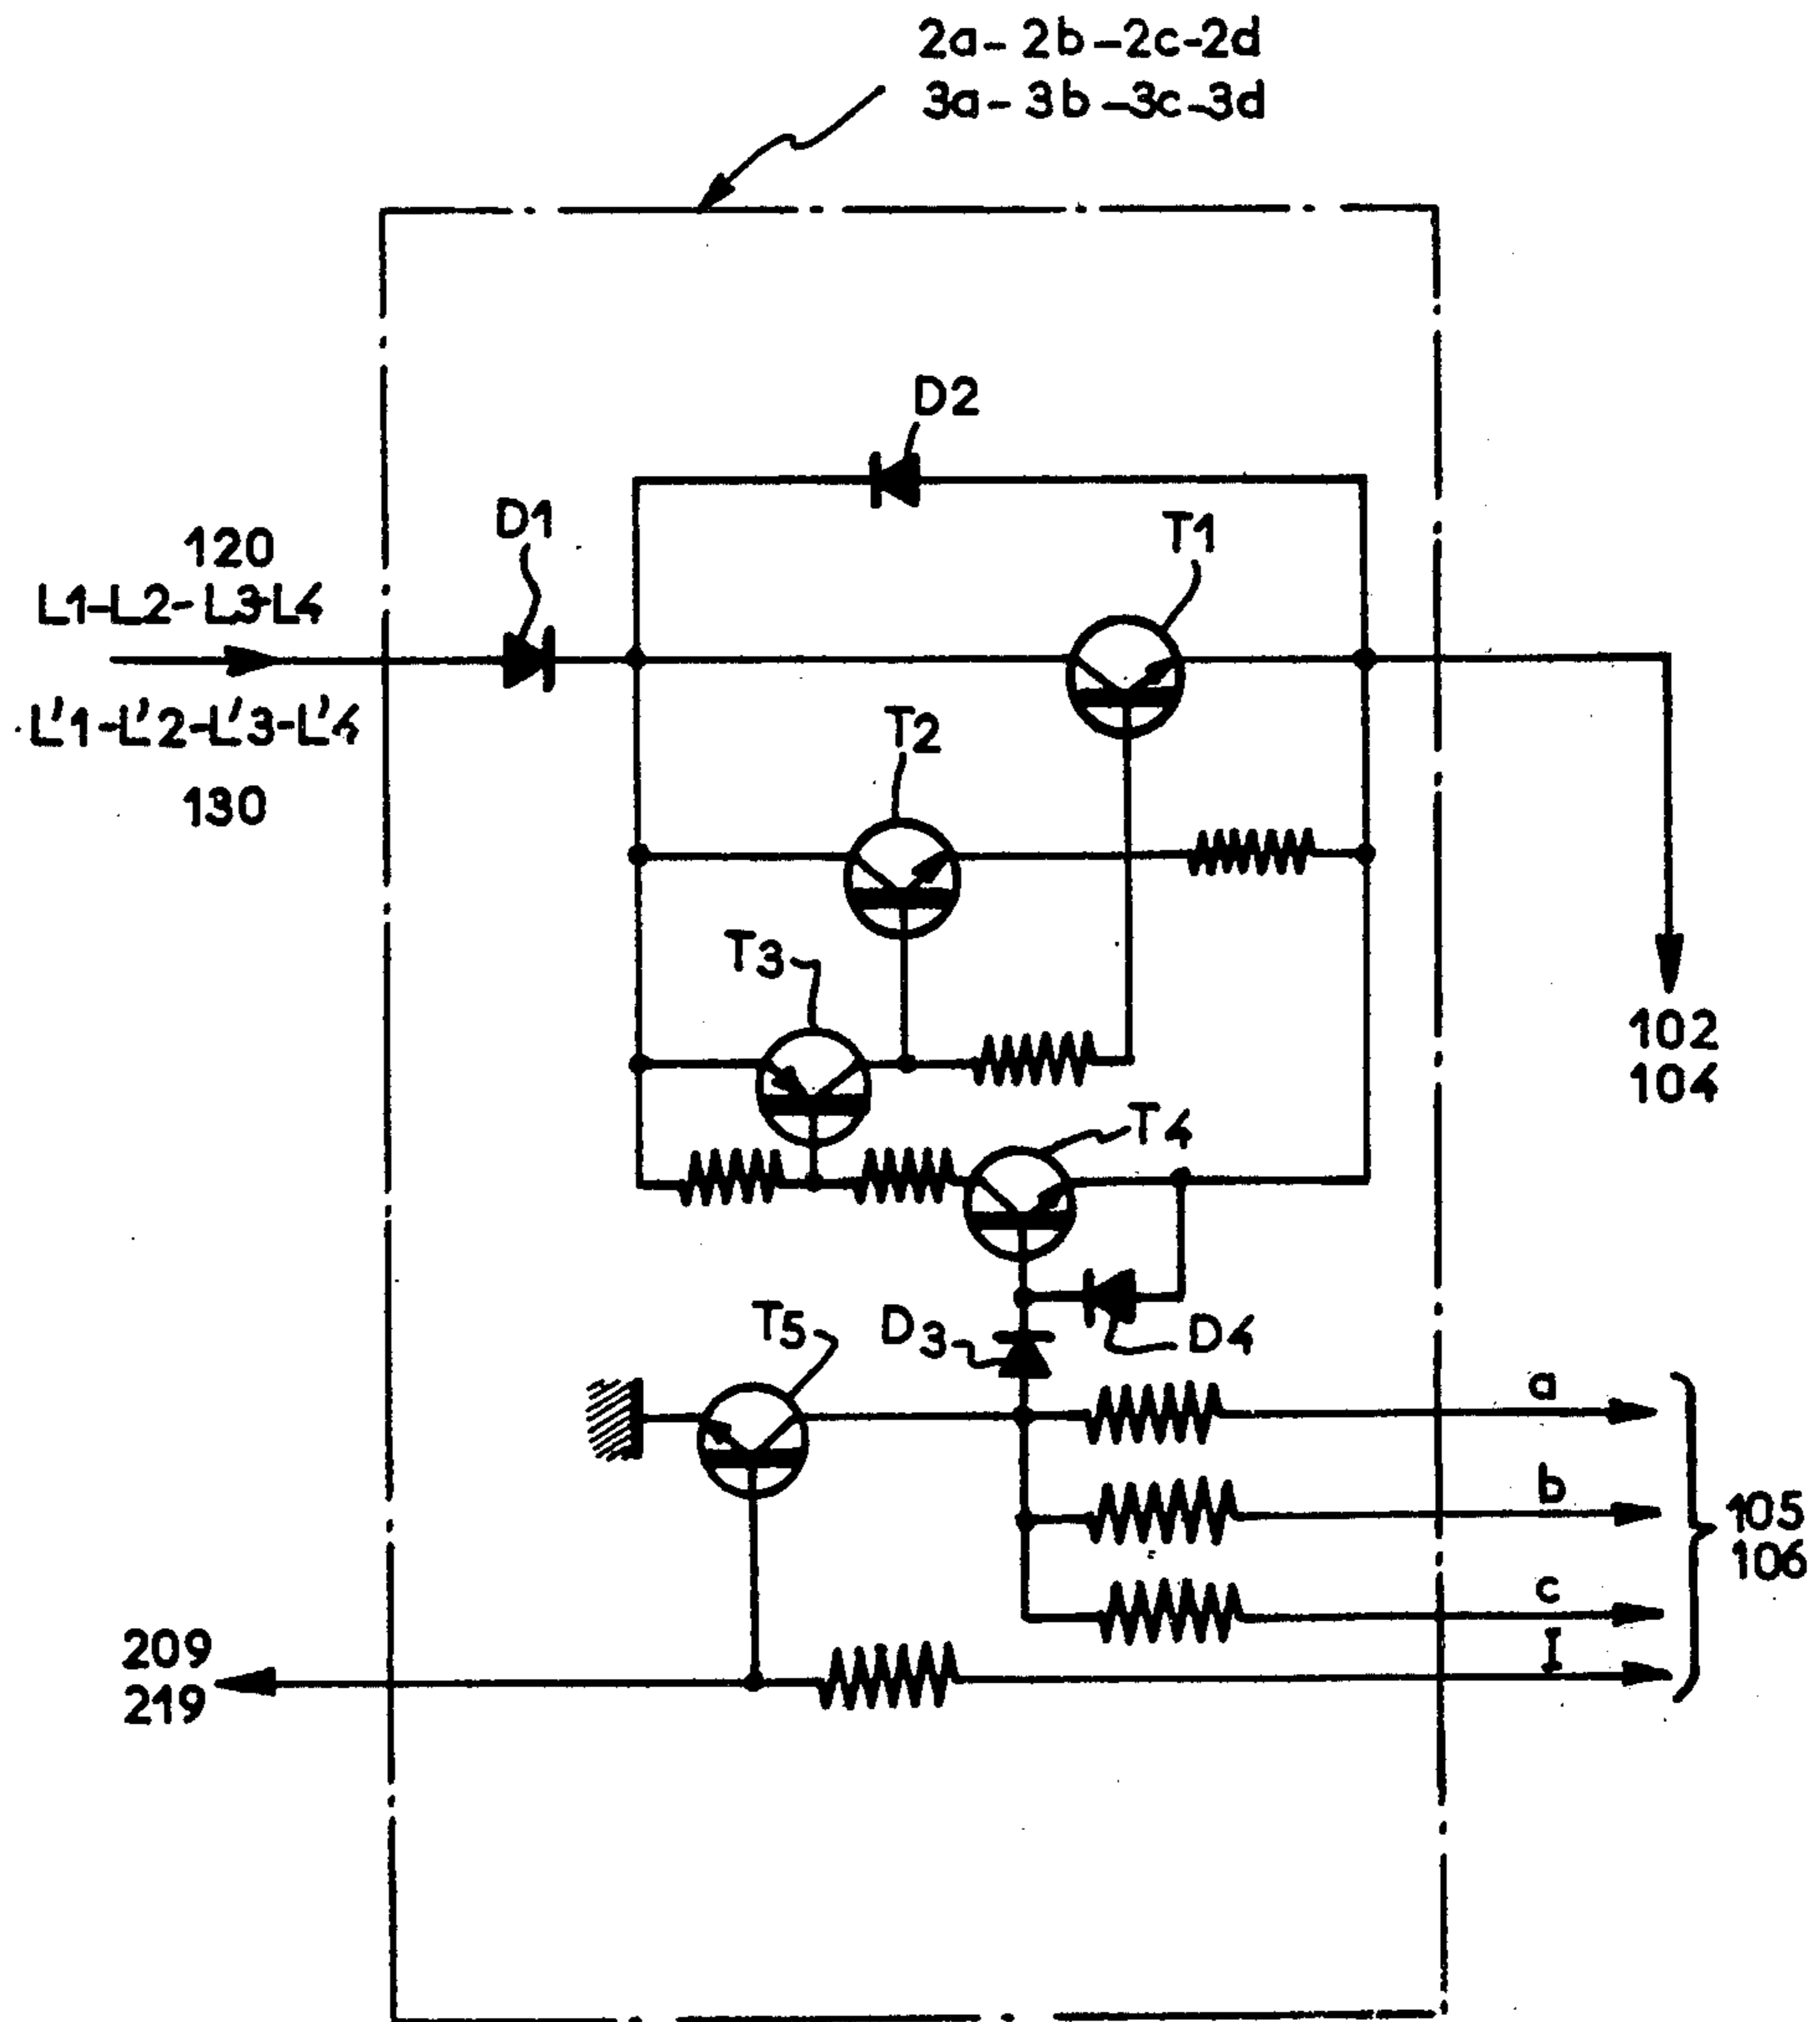 2a-2b-2c-2d
3a-3b-3c-3d
D2
D1
T1
120
L1-L2-L3-L4
L'1-L'2-L'3-L'4
130
T2
T3
102
104
T4
T5
D3
D4
a
b
105
106
c
I
209
219